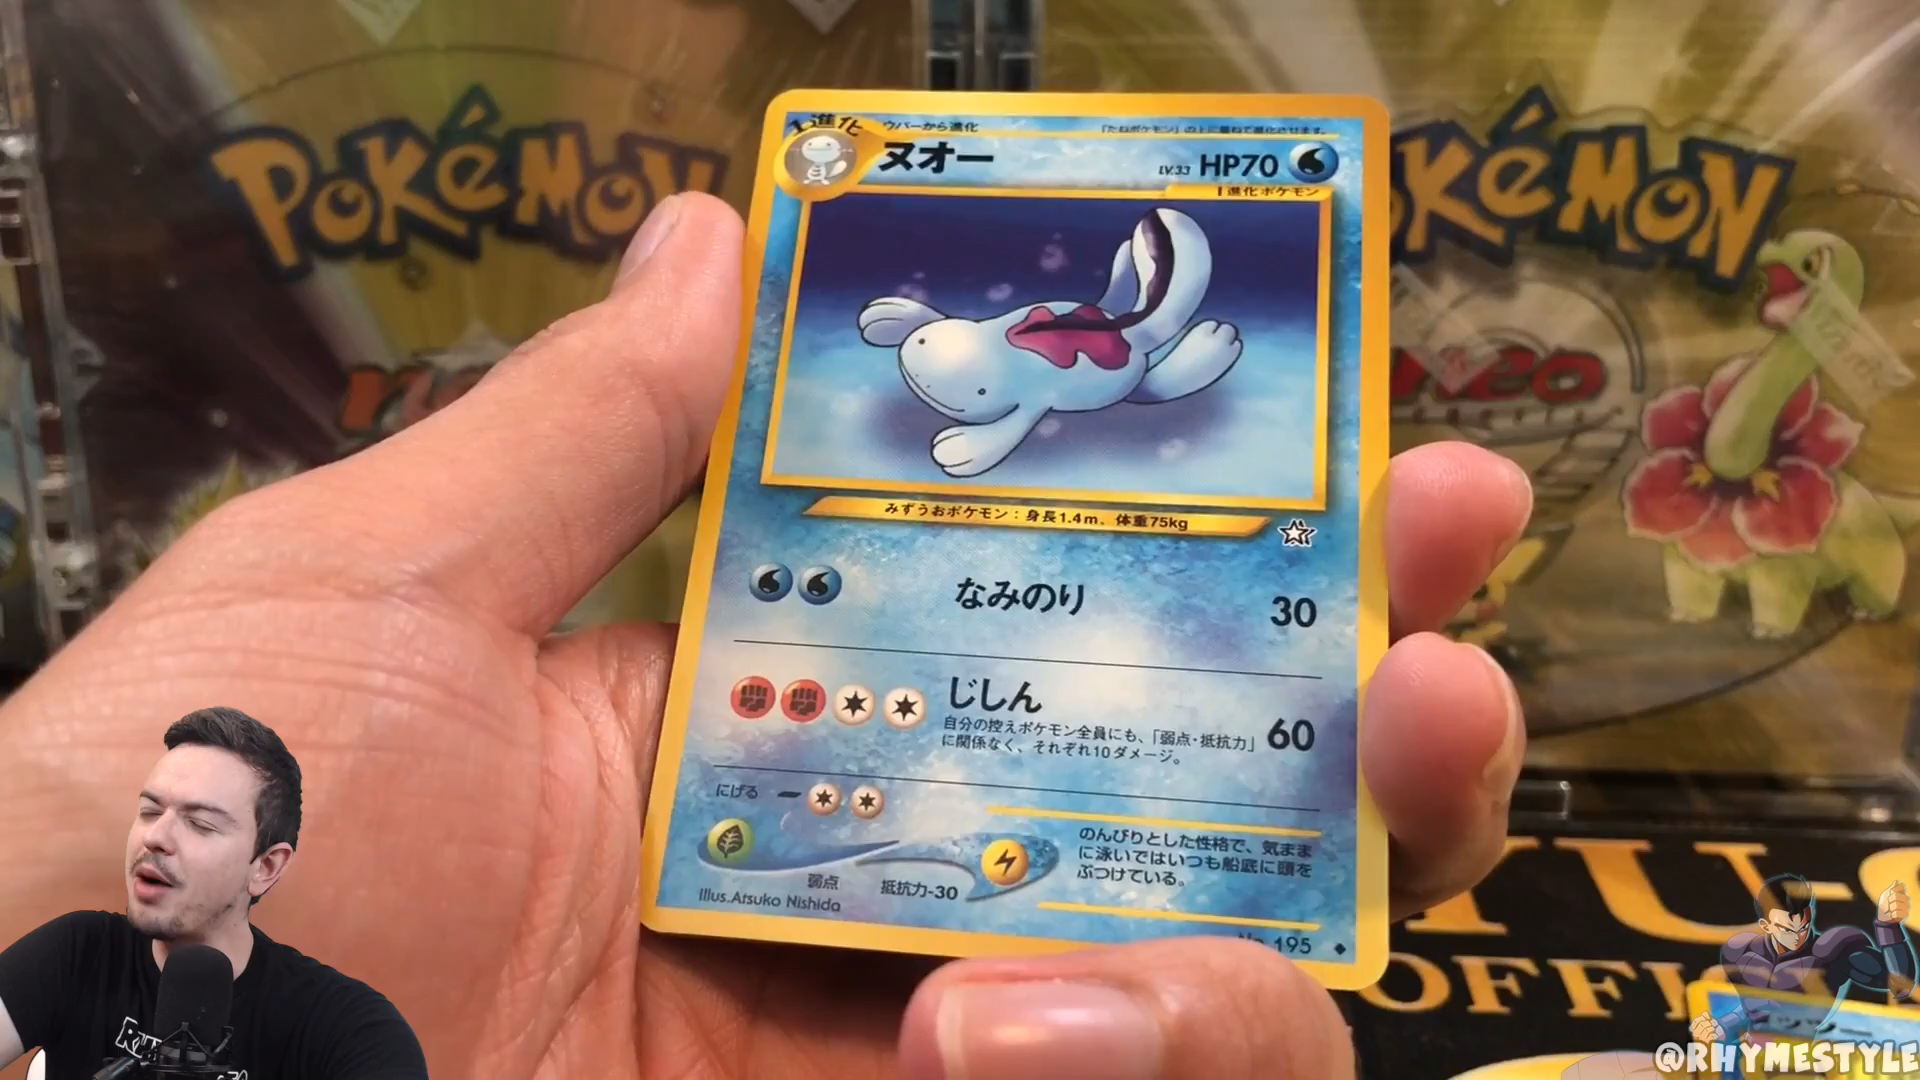 POKéMON
POKéMON
neo
1進化
ウパーから進化
「たねポケモン」の上に重ねて進化させます。
ヌオー
LV.33 HP70
1進化ポケモン
みずうおポケモン:身長1.4m、体重75kg
なみのり
30
じしん
60
自分の控えポケモン全員にも、「弱点・抵抗力」
に関係なく、それぞれ10ダメージ。
にげる
弱点
抵抗力-30
のんびりとした性格で、気まま
に泳いではいつも船底に頭を
ぶつけている。
Illus.Atsuko Nishida
No.195
YU-G
OFFI
@RHYMESTYLE